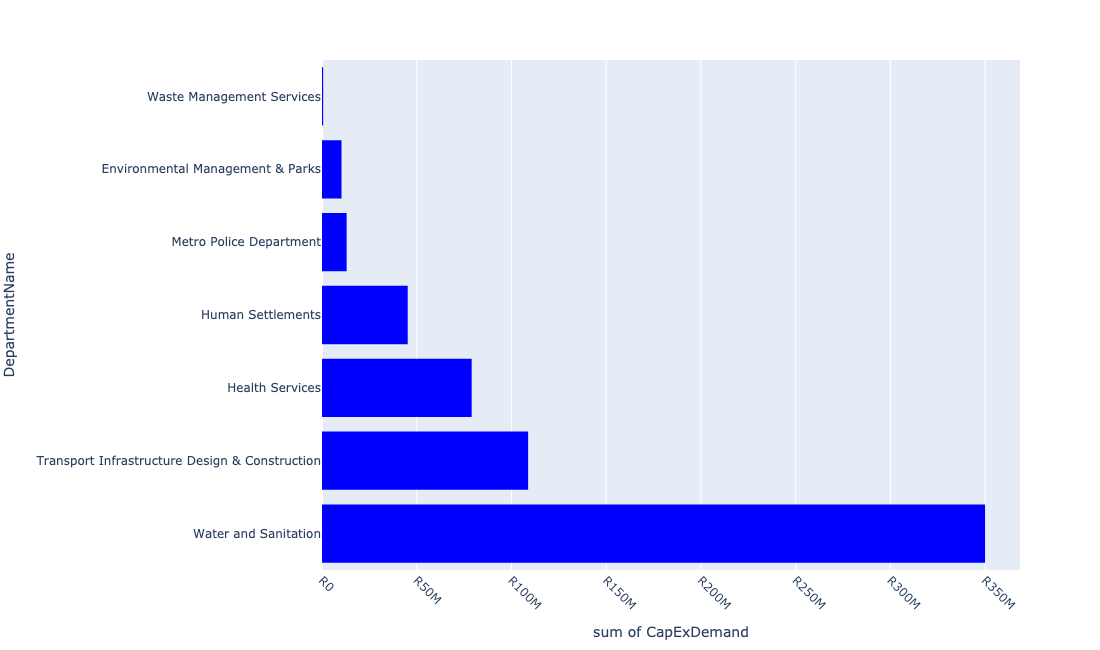 Waste Management Services
Environmental Management & Parks
Metro Police Department
Human Settlements
Health Services
Transport Infrastructure Design & Construction
Water and Sanitation
DepartmentName
R0
R50M
R100M
R150M
R200M
R250M
R300M
R350M
sum of CapExDemand